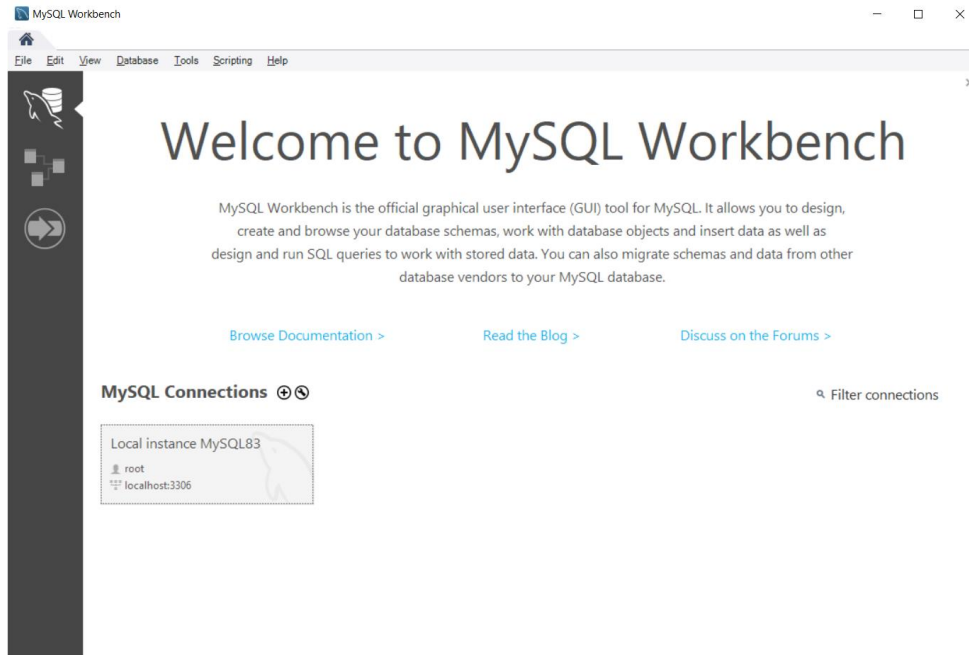 MySQL Workbench
File Edit View Database Tools Scripting Help
Welcome to MySQL Workbench
MySQL Workbench is the official graphical user interface (GUI) tool for MySQL. It allows you to design,
create and browse your database schemas, work with database objects and insert data as well as
design and run SQL queries to work with stored data. You can also migrate schemas and data from other
database vendors to your MySQL database.
Browse Documentation > Read the Blog > Discuss on the Forums >
MySQL Connections Filter connections
Local instance MySQL83
root
localhost:3306